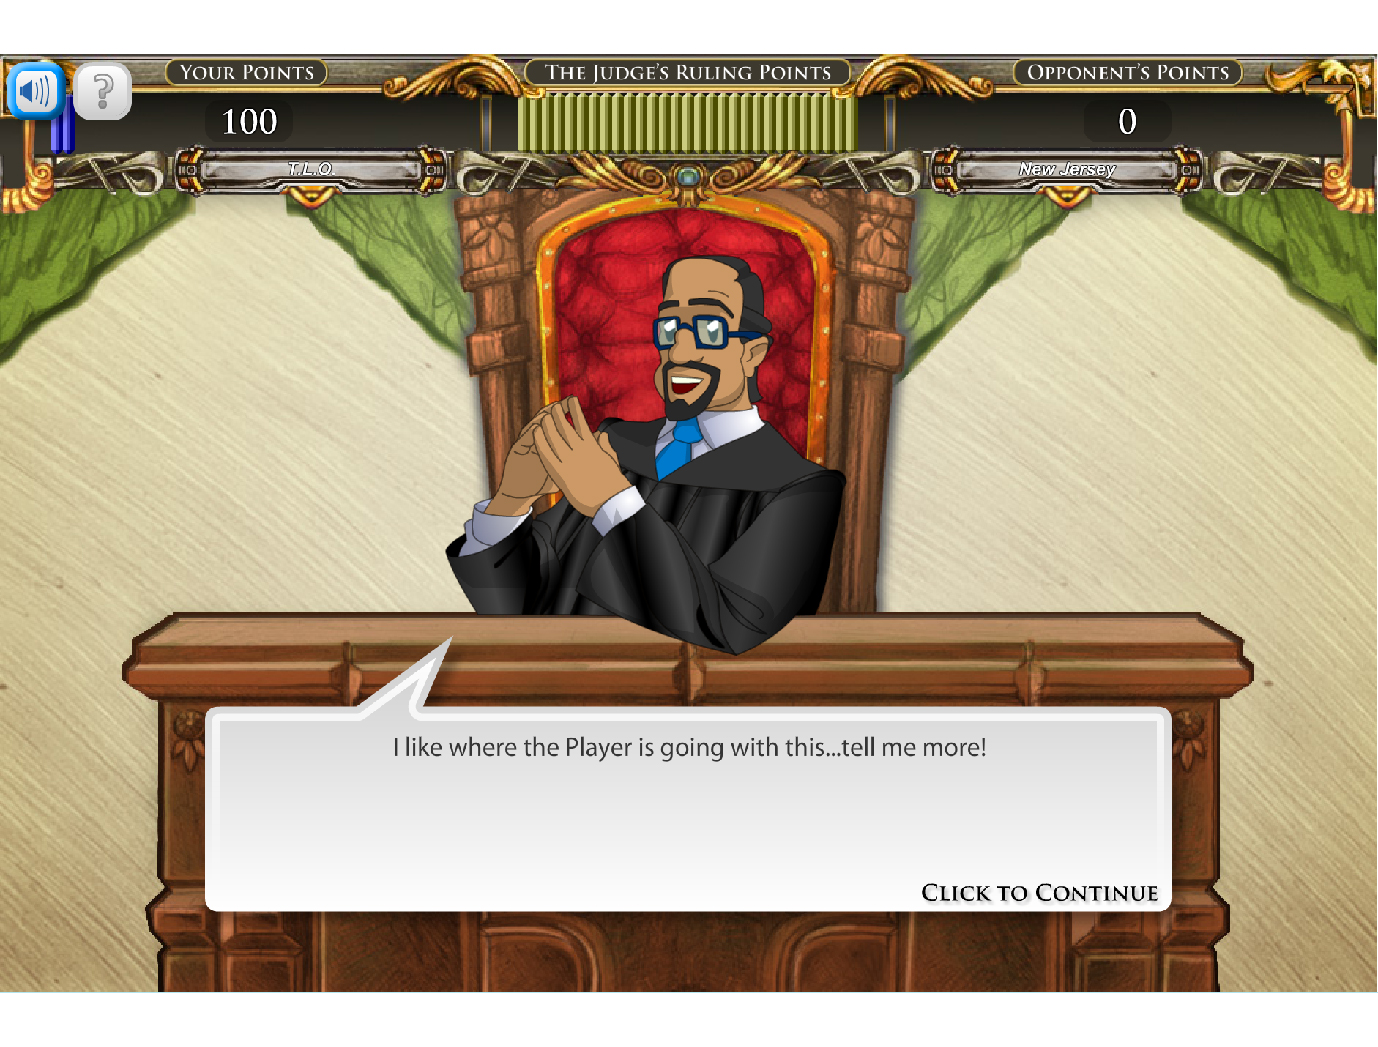 Your Points
The Judge's Ruling Points
Opponent's Points
?
100
0
T.L.O.
New Jersey
I like where the Player is going with this...tell me more!
Click to Continue